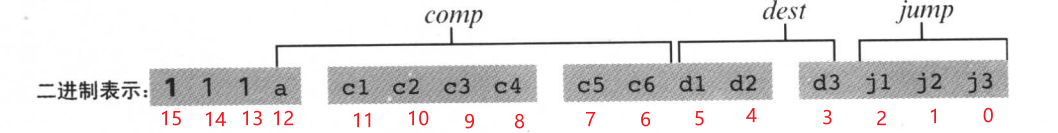 comp dest jump
二进制表示: 1 1 1 a c1 c2 c3 c4 c5 c6 d1 d2 d3 j1 j2 j3
15 14 13 12 11 10 9 8 7 6 5 4 3 2 1 0